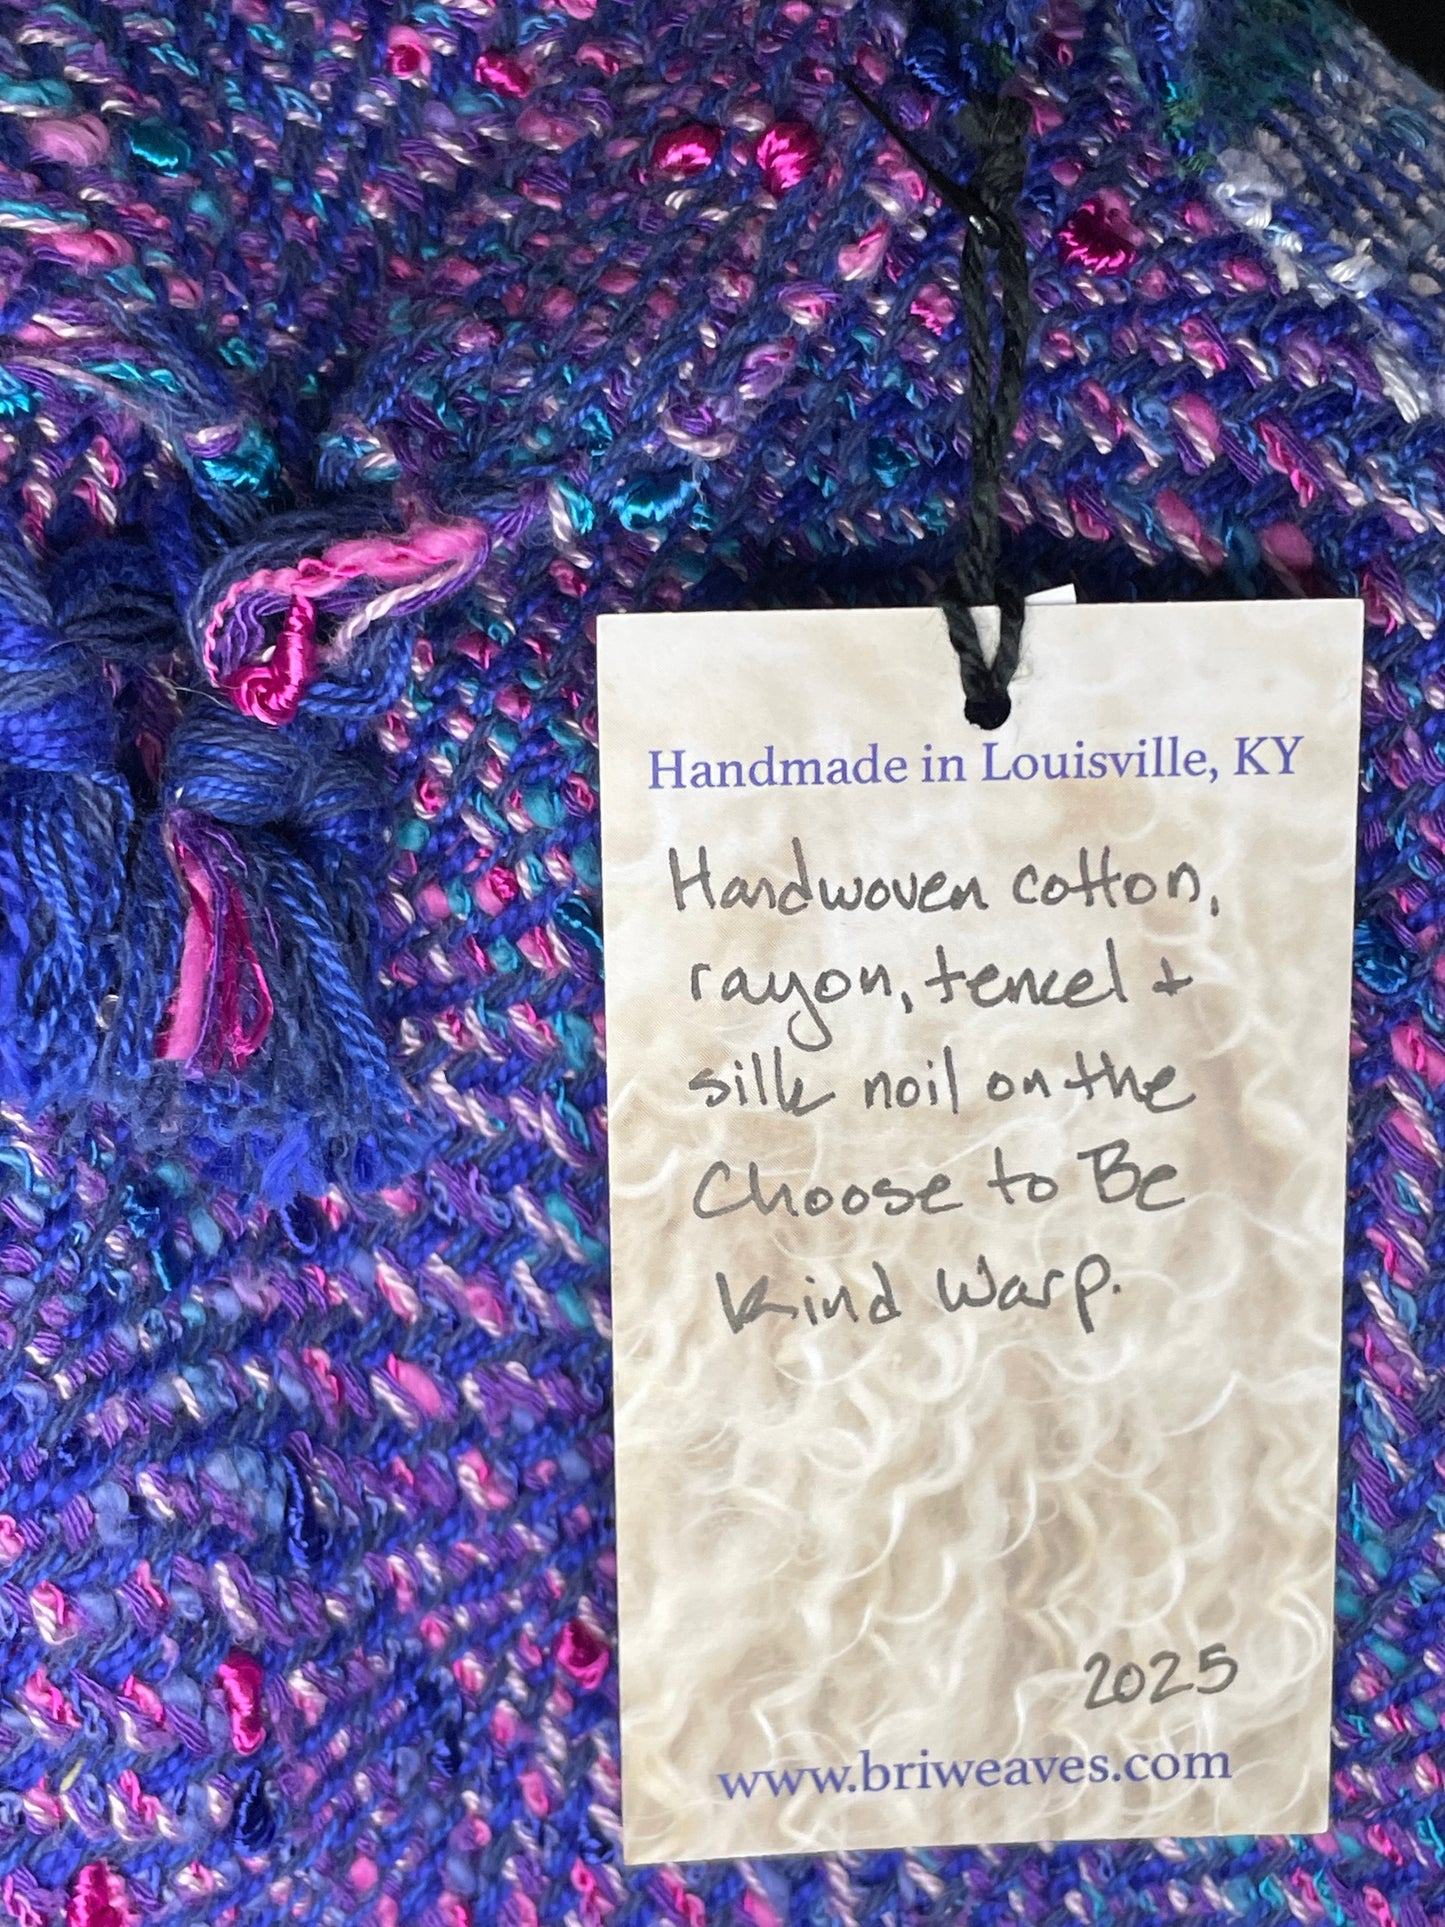 Handmade in Louisville, KY
Handwoven cotton,
rayon, tencel +
silk noil on the
Choose to Be
Kind Warp.
2025
www.briweaves.com